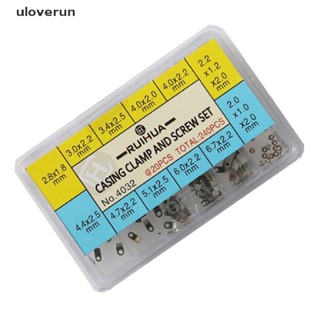 uloverun
2.8x1.8 mm
3.0x2.2 mm
3.4x2.5 mm
4.0x2.0 mm
4.0x2.2 mm
2.2 x1.2 x2.0 mm
RUIHUA
CASING CLAMP AND SCREW SET
No.4032 @20PCS TOTAL:240PCS
4.4x2.5 mm
4.7x2.2 mm
5.1x2.5 mm
6.0x2.2 mm
6.7x2.2 mm
2.0 x1.0 x2.0 mm